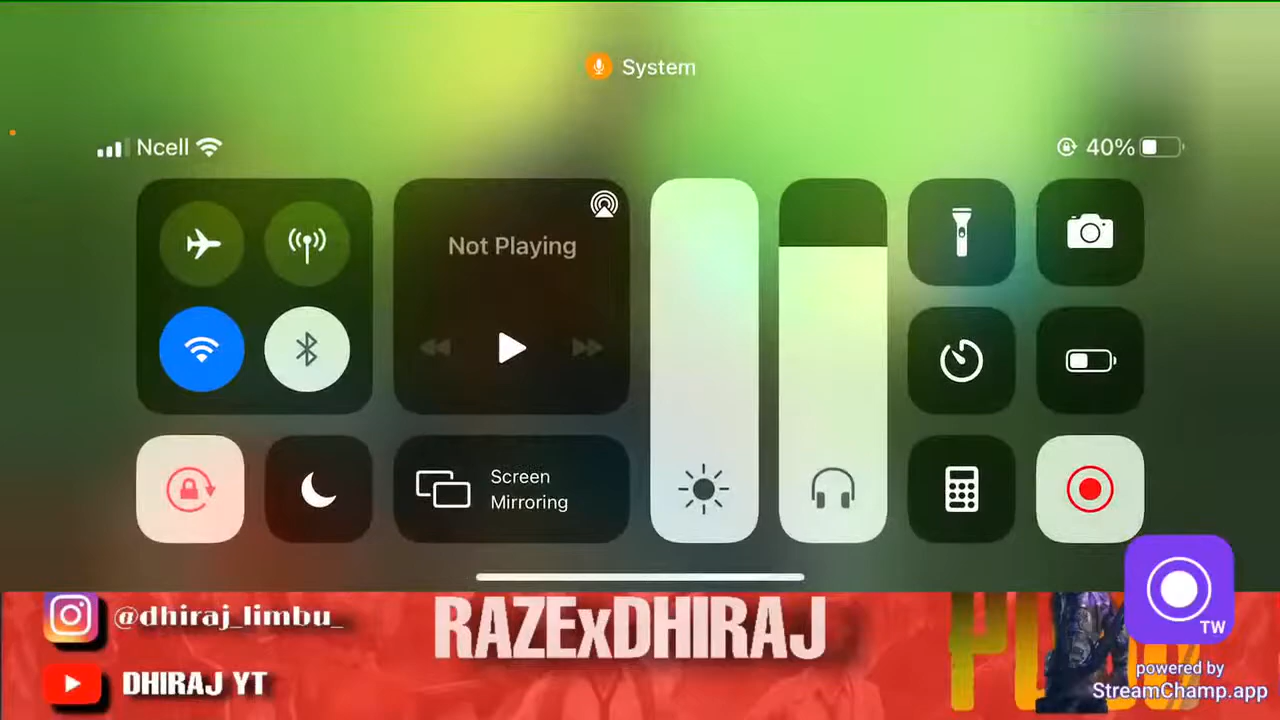 System
Ncell
40%
Not Playing
Screen
Mirroring
@dhiraj_limbu_
RAZExDHIRAJ
DHIRAJ YT
TW
powered by
StreamChamp.app